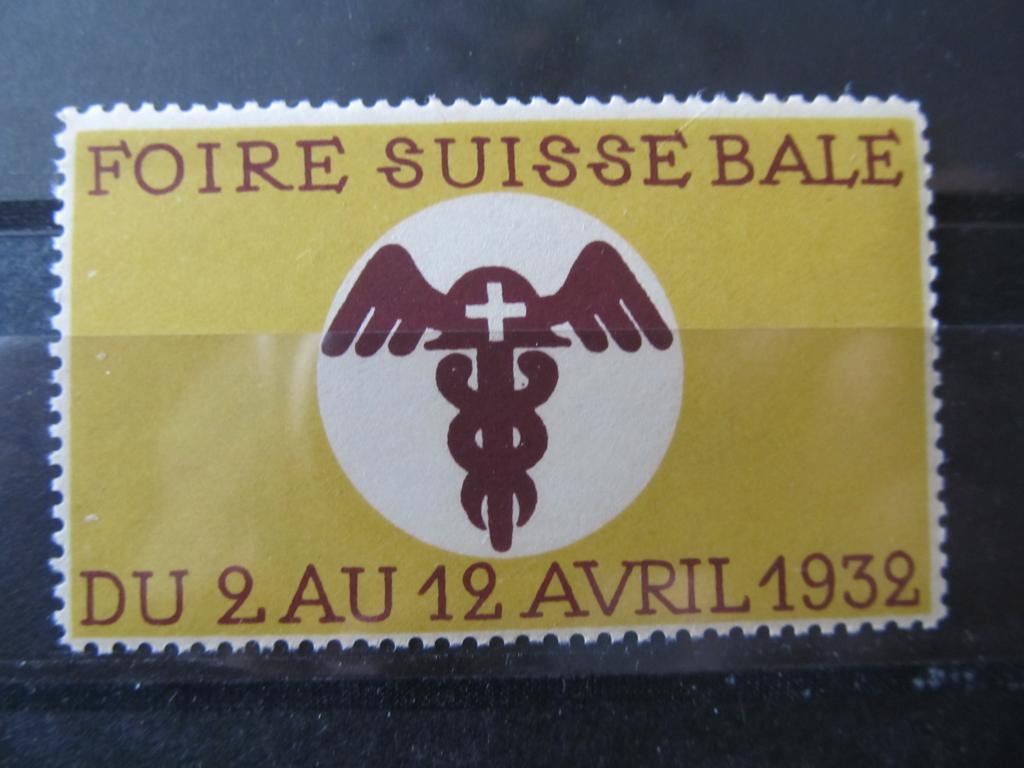 FOIRE SUISSE BALE
DU 2 AU 12 AVRIL 1932